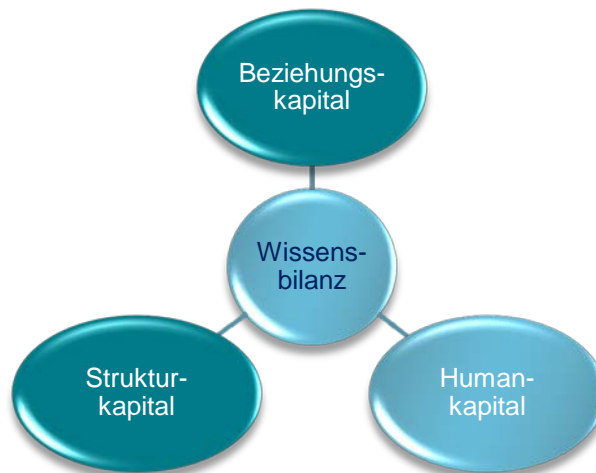 Beziehungs-
kapital
Wissens-
bilanz
Struktur-
kapital
Human-
kapital